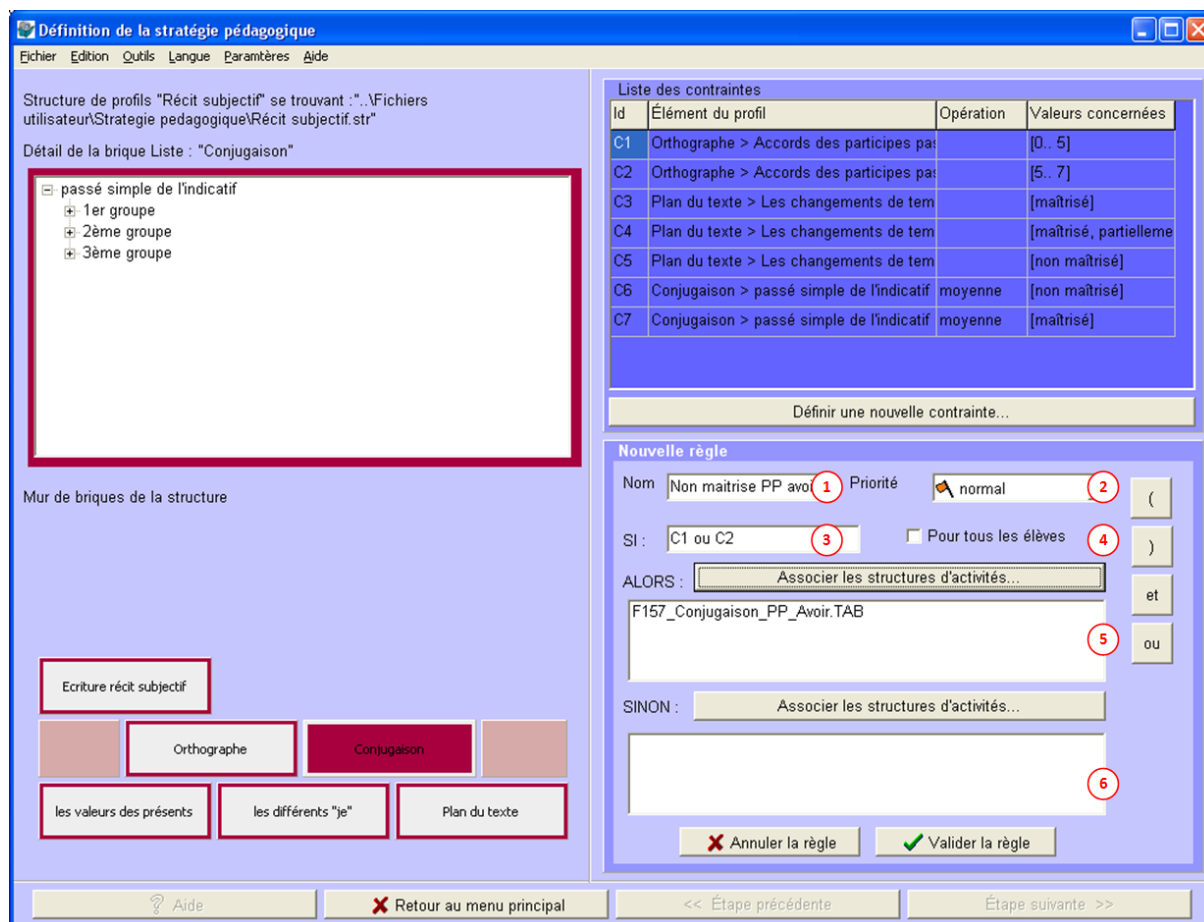 Définition de la stratégie pédagogique
Fichier Edition Outils Langue Paramtères Aide
Structure de profils "Récit subjectif" se trouvant :"..\Fichiers
utilisateur\Strategie pedagogique\Récit subjectif.str"
Détail de la brique Liste : "Conjugaison"
passé simple de l'indicatif
1er groupe
2ème groupe
3ème groupe
Mur de briques de la structure
Ecriture récit subjectif
Orthographe Conjugaison
les valeurs des présents les différents "je" Plan du texte
Liste des contraintes
Id Élément du profil Opération Valeurs concernées
C1 Orthographe > Accords des participes pas [0.. 5]
C2 Orthographe > Accords des participes pas [5.. 7]
C3 Plan du texte > Les changements de tem [maîtrisé]
C4 Plan du texte > Les changements de tem [maîtrisé, partielleme
C5 Plan du texte > Les changements de tem [non maîtrisé]
C6 Conjugaison > passé simple de l'indicatif moyenne [non maîtrisé]
C7 Conjugaison > passé simple de l'indicatif moyenne [maîtrisé]
Définir une nouvelle contrainte...
Nouvelle règle
Nom Non maitrise PP avoi 1 Priorité normal 2 (
SI : C1 ou C2 3 Pour tous les élèves 4 )
ALORS : Associer les structures d'activités... et
F157_Conjugaison_PP_Avoir.TAB
5 ou
SINON : Associer les structures d'activités...
6
Annuler la règle Valider la règle
? Aide Retour au menu principal << Étape précédente Étape suivante >>